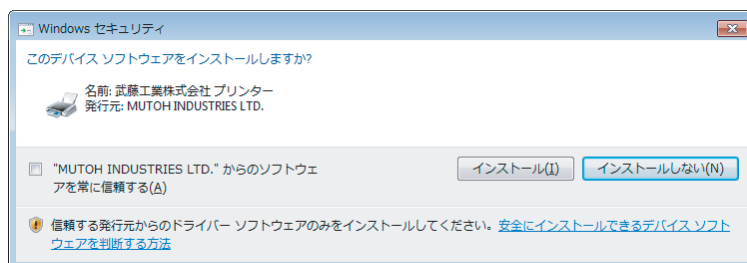 Windows セキュリティ
このデバイス ソフトウェアをインストールしますか?
名前: 武藤工業株式会社 プリンター
発行元: MUTOH INDUSTRIES LTD.
"MUTOH INDUSTRIES LTD." からのソフトウェ
アを常に信頼する(A)
インストール(I)
インストールしない(N)
信頼する発行元からのドライバー ソフトウェアのみをインストールしてください。安全にインストールできるデバイス ソフト
ウェアを判断する方法